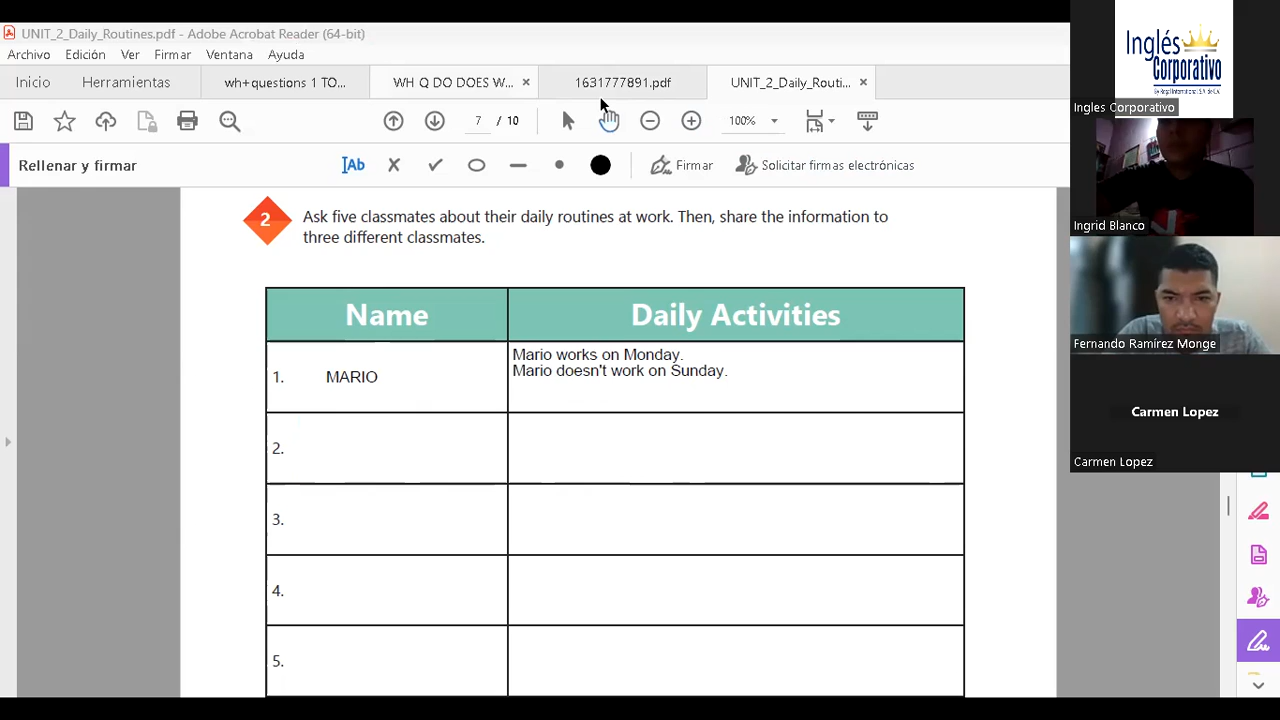 UNIT_2_Daily_Routines.pdf - Adobe Acrobat Reader (64-bit)
Archivo Edición Ver Firmar Ventana Ayuda
Inicio Herramientas wh+questions 1 TO... WH Q DO DOES W... 1631777891.pdf UNIT_2_Daily_Routi...
7 / 10 100%
Rellenar y firmar Ab Firmar Solicitar firmas electrónicas
2 Ask five classmates about their daily routines at work. Then, share the information to
three different classmates.
Name Daily Activities
1. MARIO
Mario works on Monday.
Mario doesn't work on Sunday.
2.
3.
4.
5.
Inglés
Corporativo
Ingles Corporativo
Ingrid Blanco
Fernando Ramírez Monge
Carmen Lopez
Carmen Lopez